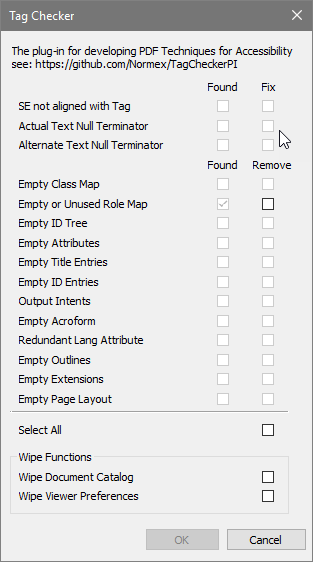 Tag Checker
The plug-in for developing PDF Techniques for Accessibility
see: https://github.com/Normex/TagCheckerPI
Found Fix
SE not aligned with Tag
Actual Text Null Terminator
Alternate Text Null Terminator
Found Remove
Empty Class Map
Empty or Unused Role Map
Empty ID Tree
Empty Attributes
Empty Title Entries
Empty ID Entries
Output Intents
Empty Acroform
Redundant Lang Attribute
Empty Outlines
Empty Extensions
Empty Page Layout
Select All
Wipe Functions
Wipe Document Catalog
Wipe Viewer Preferences
OK Cancel